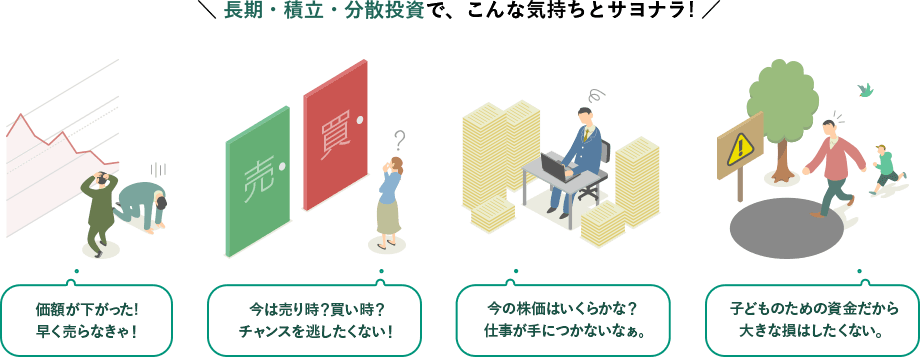 ＼ 長期・積立・分散投資で、こんな気持ちとサヨナラ! ／
売
買
?
!
価額が下がった!
早く売らなきゃ!
今は売り時?買い時?
チャンスを逃したくない!
今の株価はいくらかな?
仕事が手につかないなぁ。
子どものための資金だから
大きな損はしたくない。